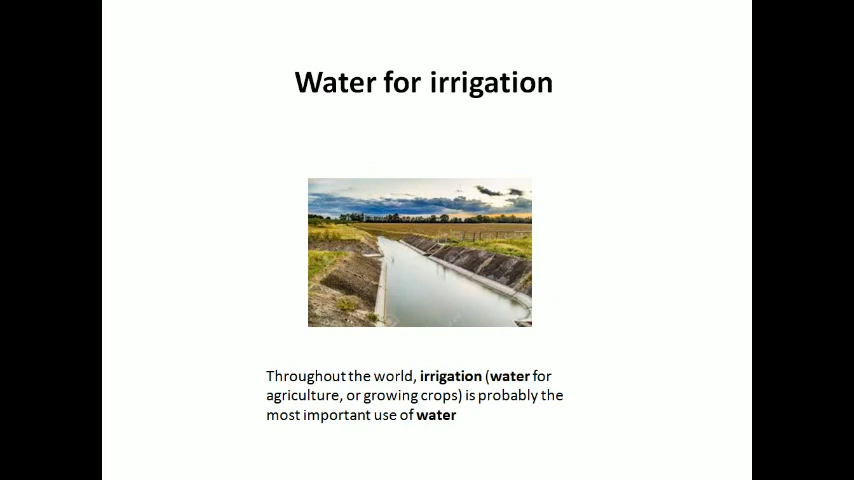 Water for irrigation
Throughout the world, irrigation (water for
agriculture, or growing crops) is probably the
most important use of water